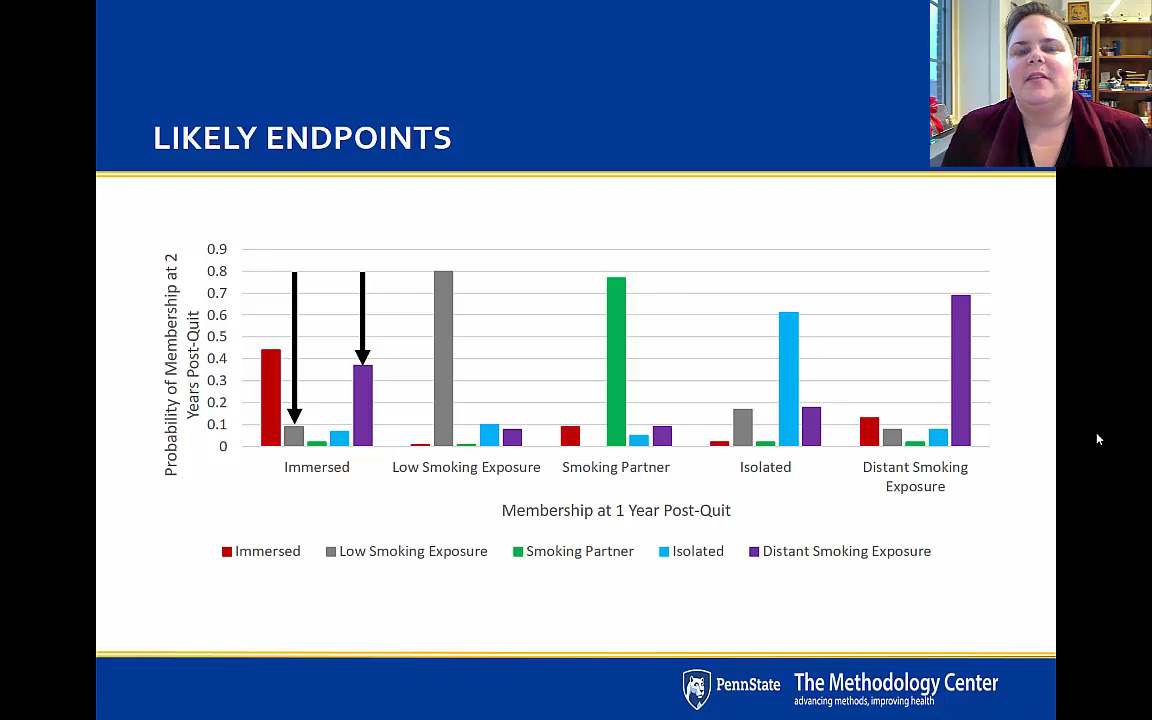 LIKELY ENDPOINTS
Probability of Membership at 2
Years Post-Quit
0.9
0.8
0.7
0.6
0.5
0.4
0.3
0.2
0.1
0
Immersed
Low Smoking Exposure
Smoking Partner
Isolated
Distant Smoking
Exposure
Membership at 1 Year Post-Quit
Immersed
Low Smoking Exposure
Smoking Partner
Isolated
Distant Smoking Exposure
PennState
The Methodology Center
advancing methods, improving health